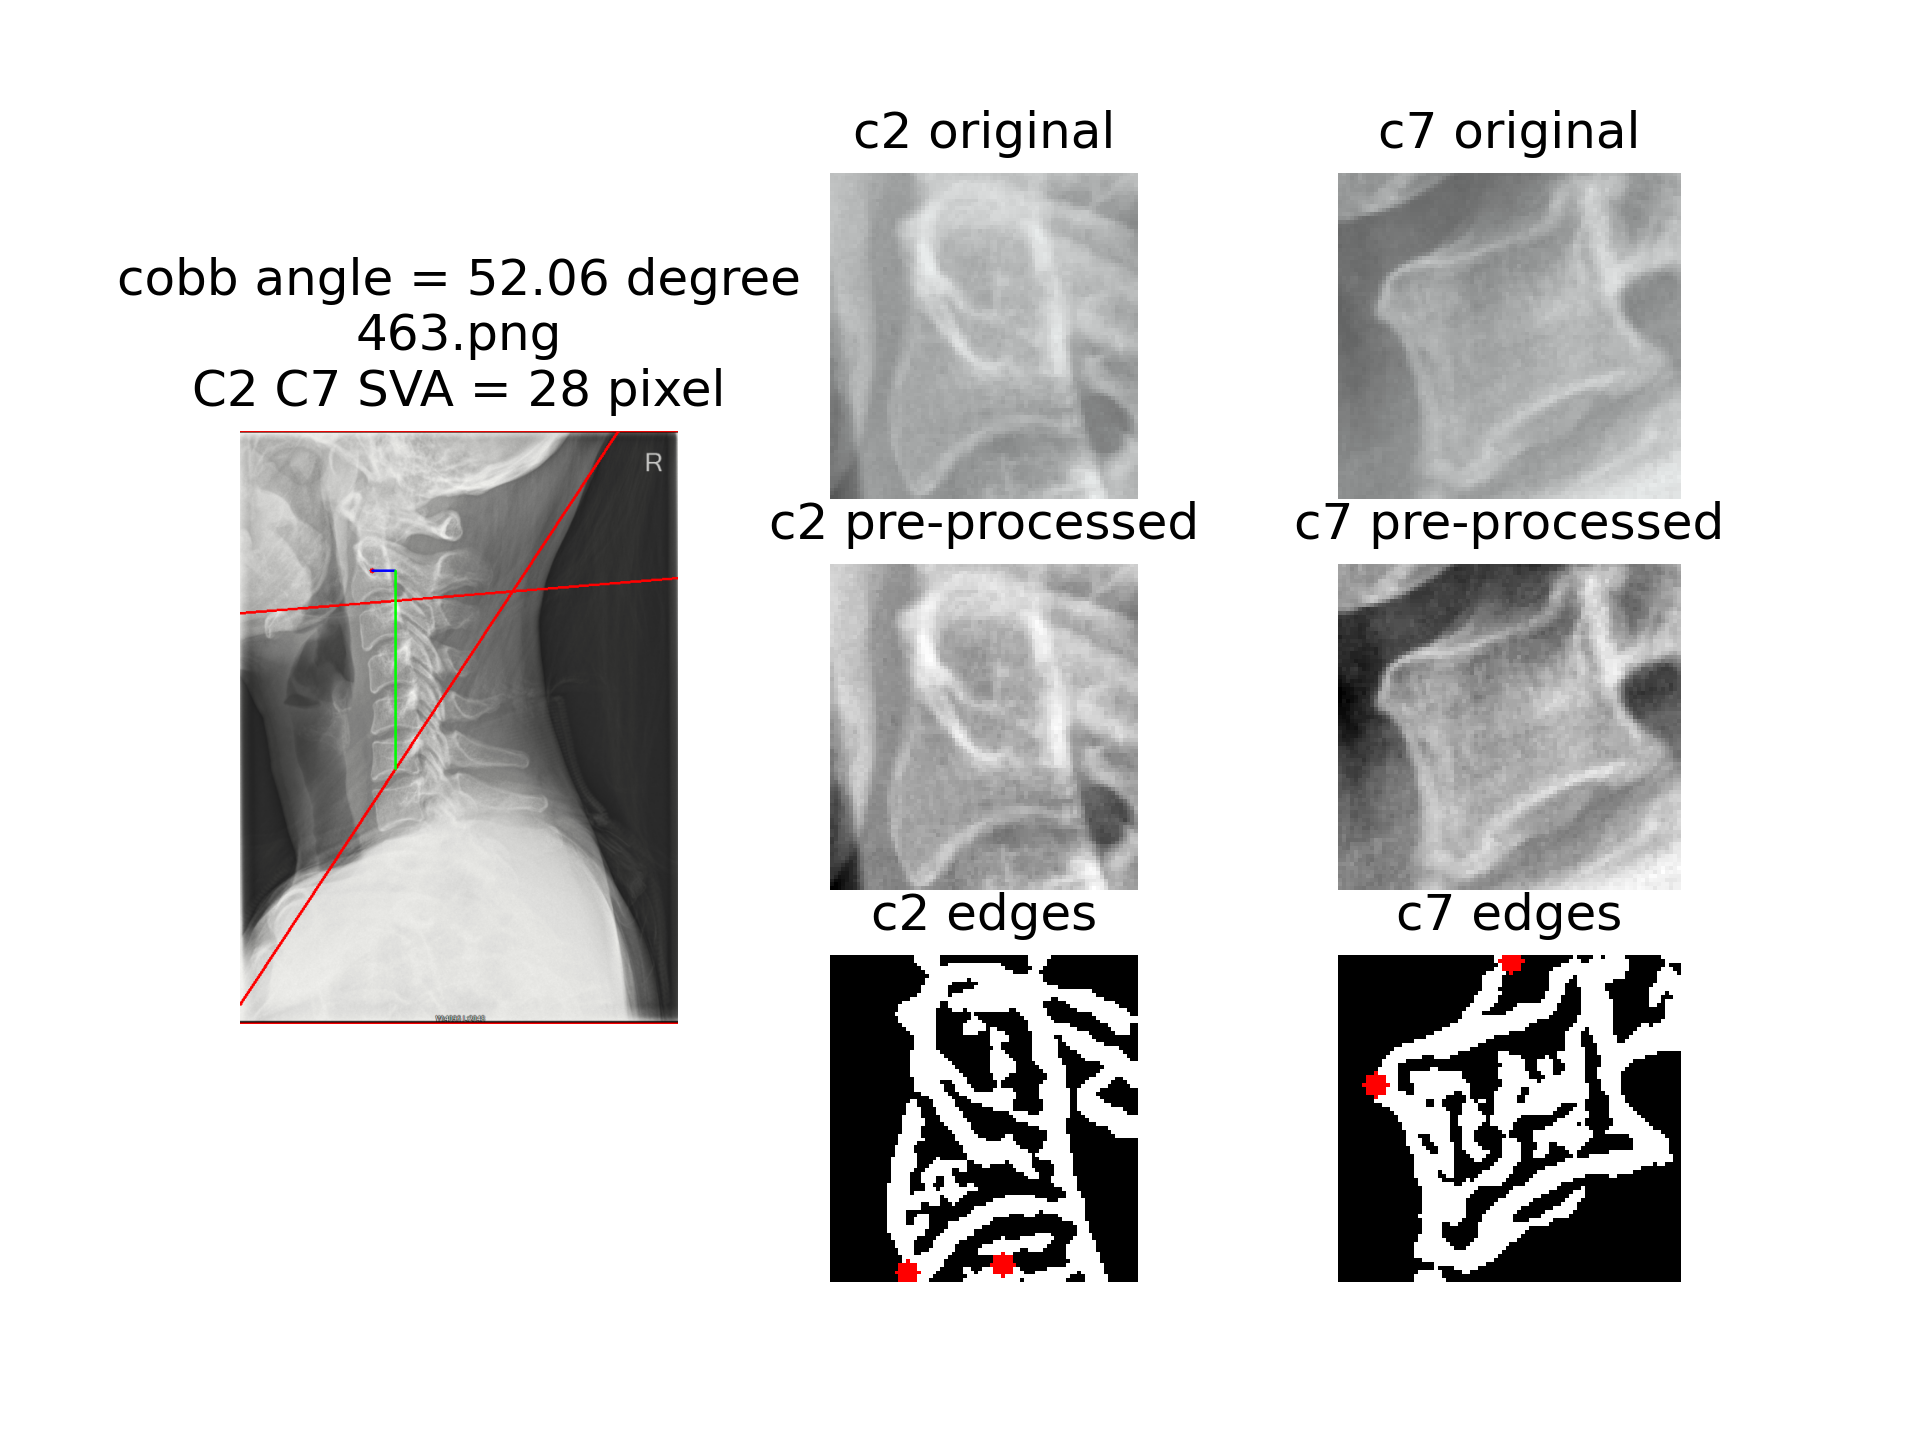 cobb angle = 52.06 degree
463.png
C2 C7 SVA = 28 pixel
R
c2 original
c7 original
c2 pre-processed
c7 pre-processed
c2 edges
c7 edges